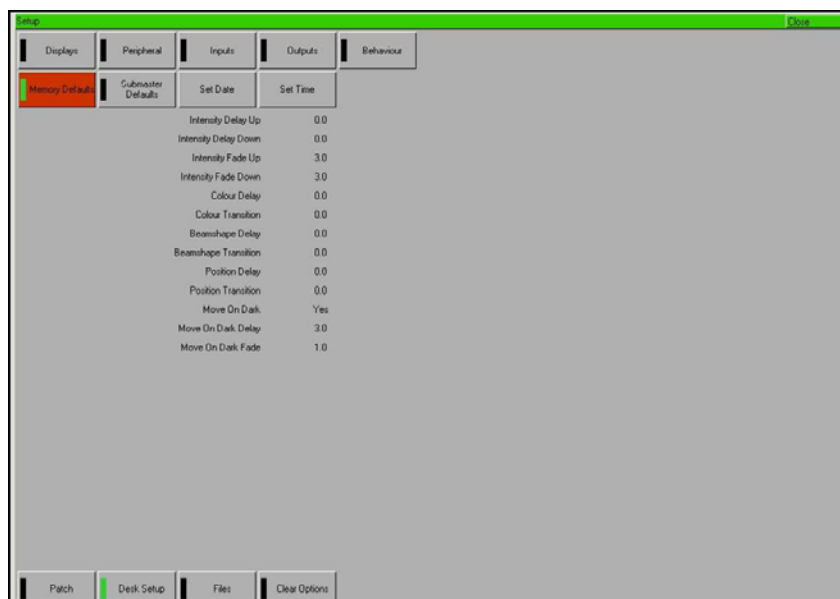 Setup Close
Displays Peripheral Inputs Outputs Behaviour
Memory Defaults Submaster Defaults Set Date Set Time
Intensity Delay Up 0.0
Intensity Delay Down 0.0
Intensity Fade Up 3.0
Intensity Fade Down 3.0
Colour Delay 0.0
Colour Transition 0.0
Beamshape Delay 0.0
Beamshape Transition 0.0
Position Delay 0.0
Position Transition 0.0
Move On Dark Yes
Move On Dark Delay 3.0
Move On Dark Fade 1.0
Patch Desk Setup Files Clear Options